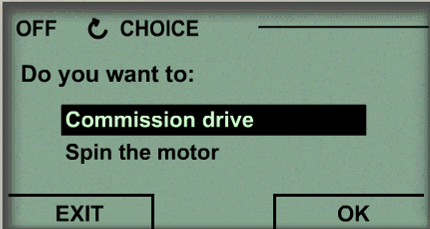 OFF CHOICE
Do you want to:
Commission drive
Spin the motor
EXIT OK